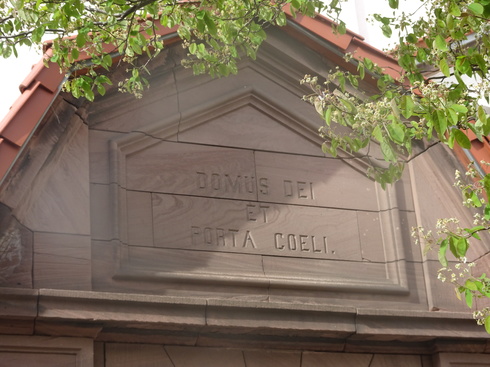 DOMUS DEI
ET
PORTA COELI.